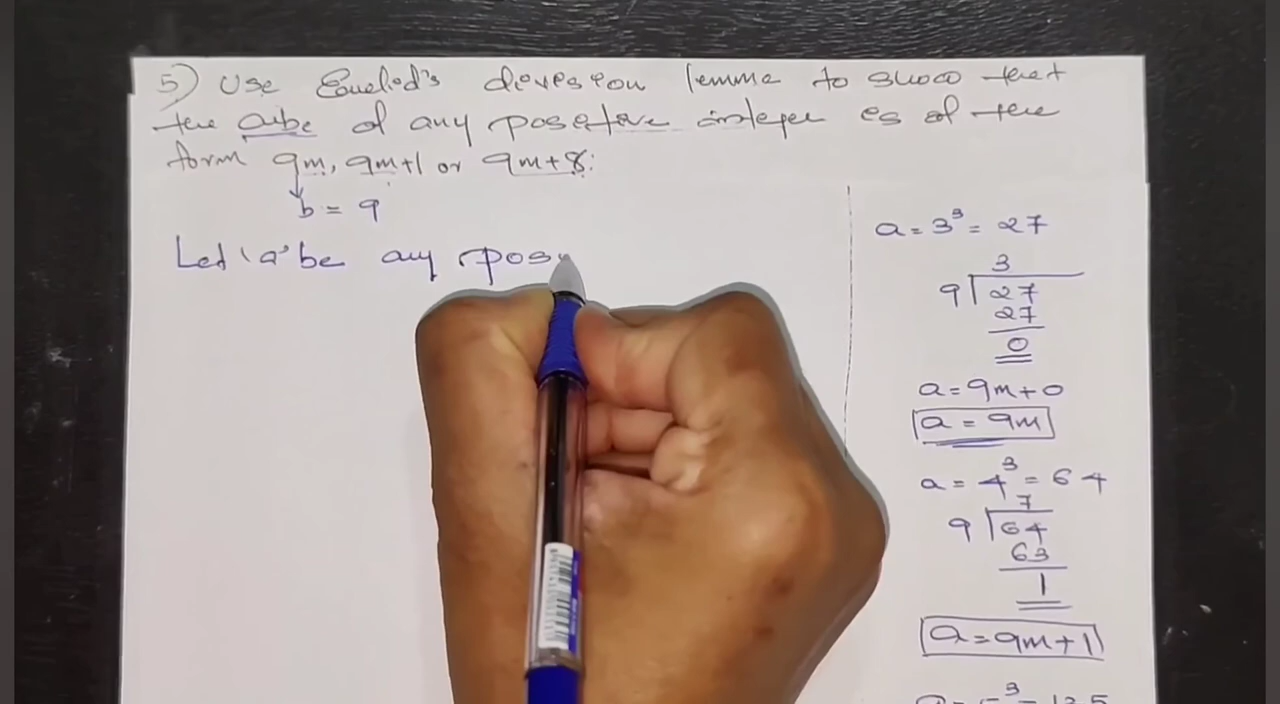 5) Use Euclid's division lemma to show that
the cube of any positive integer is of the
form 9m, 9m+1 or 9m+8.
b = 9
Let 'a' be any pos
a = 3³ = 27
3
9 27
27
0
a = 9m+0
a = 9m
a = 4³ = 64
7
9 64
63
1
a = 9m+1